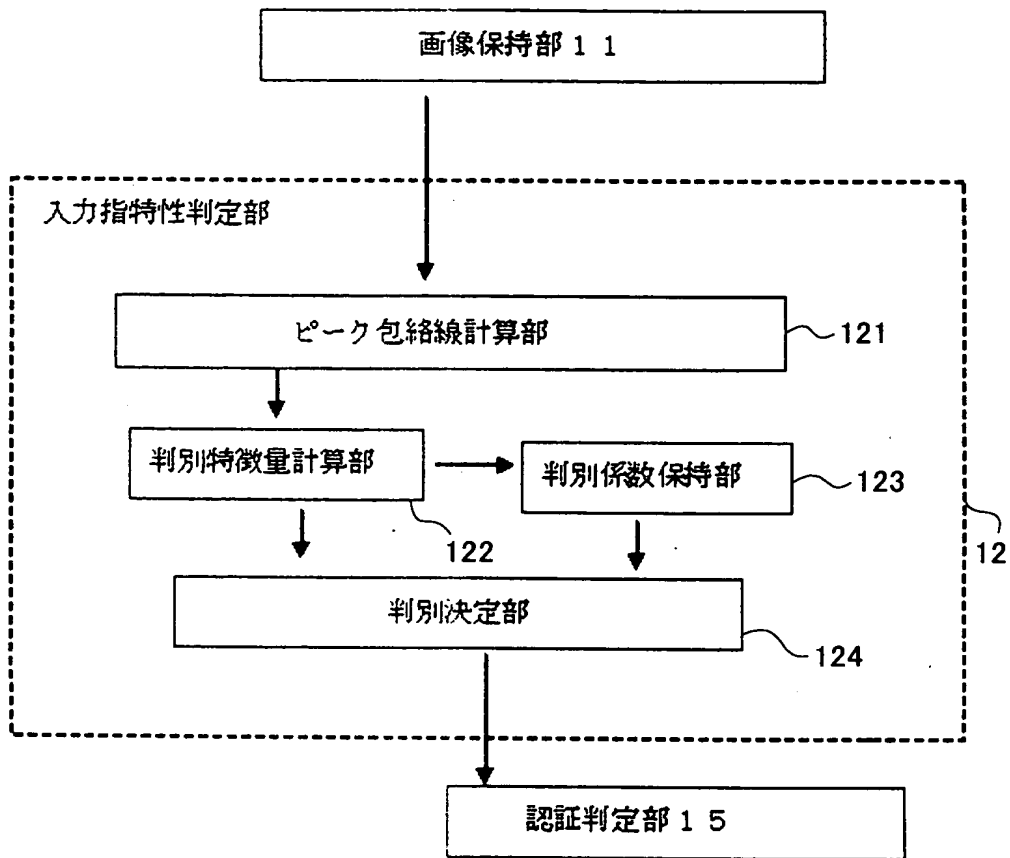 画像保持部11
入力指特性判定部
ピーク包絡線計算部
121
判別特徴量計算部
判別係数保持部
123
122
12
判別決定部
124
認証判定部15